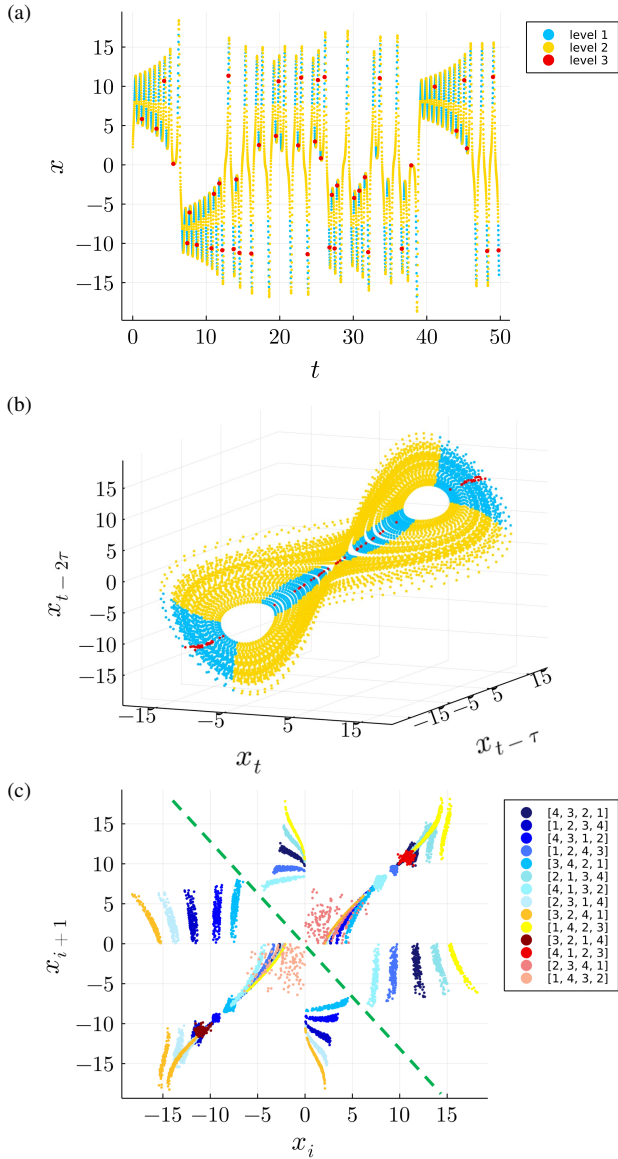 (a)
level 1
level 2
level 3
15
10
5
0
−5
−10
−15
x
0
10
20
30
40
50
t
(b)
15
10
5
0
−5
−10
−15
x_{t−2τ}
−15
−5
5
15
x_t
−15
−5
5
15
x_{t−τ}
(c)
15
10
5
0
−5
−10
−15
x_{i+1}
−15
−10
−5
0
5
10
15
x_i
[4, 3, 2, 1]
[1, 2, 3, 4]
[4, 3, 1, 2]
[1, 2, 4, 3]
[3, 4, 2, 1]
[2, 1, 3, 4]
[4, 1, 3, 2]
[2, 3, 1, 4]
[3, 2, 4, 1]
[1, 4, 2, 3]
[3, 2, 1, 4]
[4, 1, 2, 3]
[2, 3, 4, 1]
[1, 4, 3, 2]